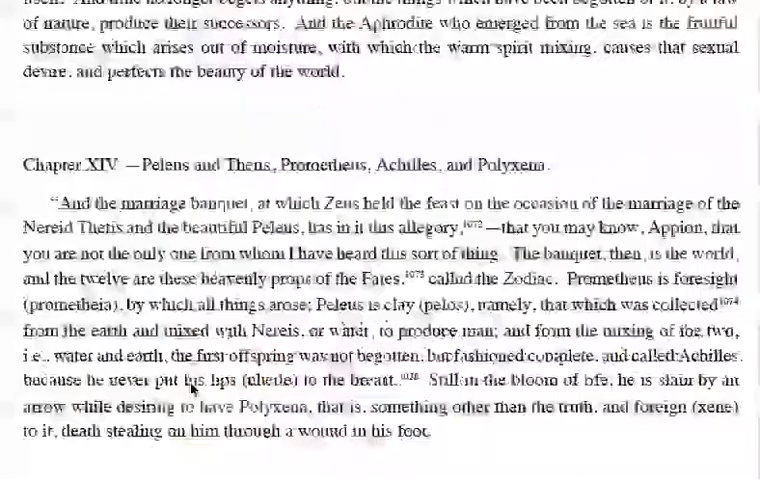 of nature, produce their successors. And the Aphrodite who emerged from the sea is the fruitful
substance which arises out of moisture, with which the warm spirit mixing, causes that sexual
desire, and perfects the beauty of the world.
Chapter XIV —Peleus and Thetis, Prometheus, Achilles, and Polyxena.
“And the marriage banquet, at which Zeus held the feast on the occasion of the marriage of the
Nereid Thetis and the beautiful Peleus, has in it this allegory,—that you may know, Appion, that
you are not the only one from whom I have heard this sort of thing. The banquet, then, is the world,
and the twelve are these heavenly props of the Fates,1073 called the Zodiac. Prometheus is foresight
(prometheia), by which all things arose; Peleus is clay (pelos), namely, that which was collected1074
from the earth and mixed with Nereis, or water, to produce man; and from the mixing of the two,
i.e., water and earth, the first offspring was not begotten, but fashioned complete, and called Achilles,
because he never put his lips (cheile) to the breast. Still in the bloom of life, he is slain by an
arrow while desiring to have Polyxena, that is, something other than the truth, and foreign (xene)
to it, death stealing on him through a wound in his foot.